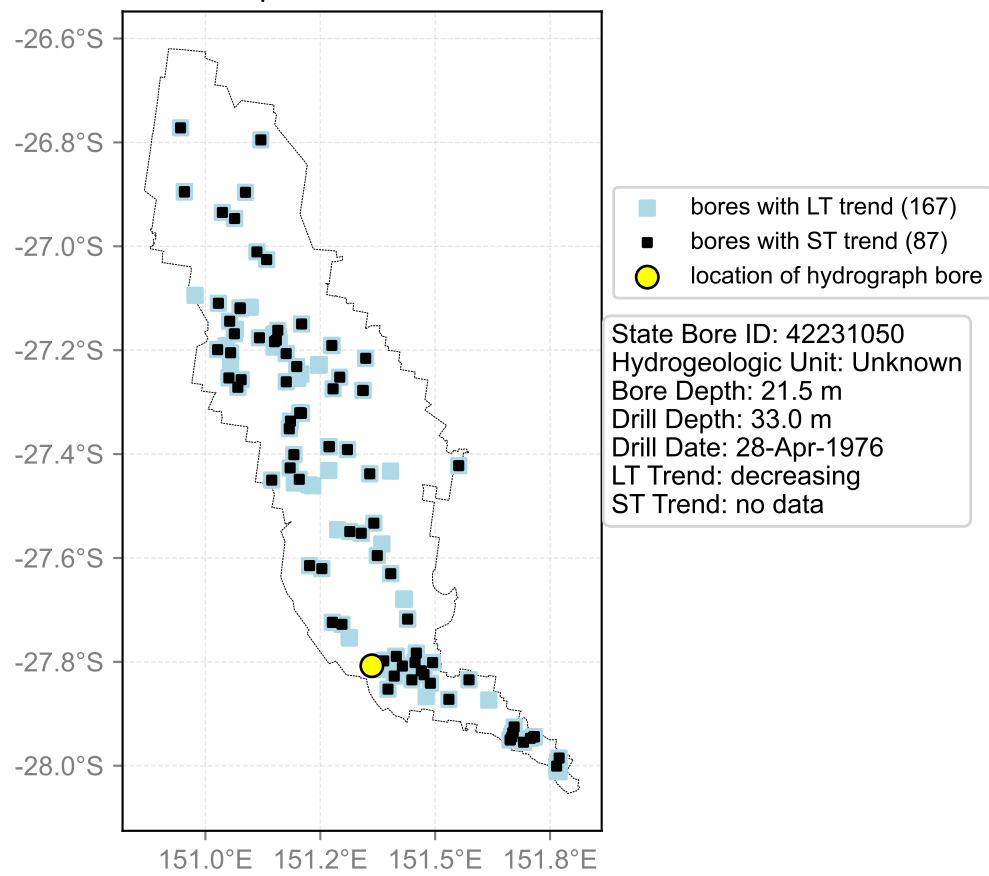 -26.6°S
-26.8°S
-27.0°S
-27.2°S
-27.4°S
-27.6°S
-27.8°S
-28.0°S
151.0°E
151.2°E
151.5°E
151.8°E
bores with LT trend (167)
bores with ST trend (87)
location of hydrograph bore
State Bore ID: 42231050
Hydrogeologic Unit: Unknown
Bore Depth: 21.5 m
Drill Depth: 33.0 m
Drill Date: 28-Apr-1976
LT Trend: decreasing
ST Trend: no data